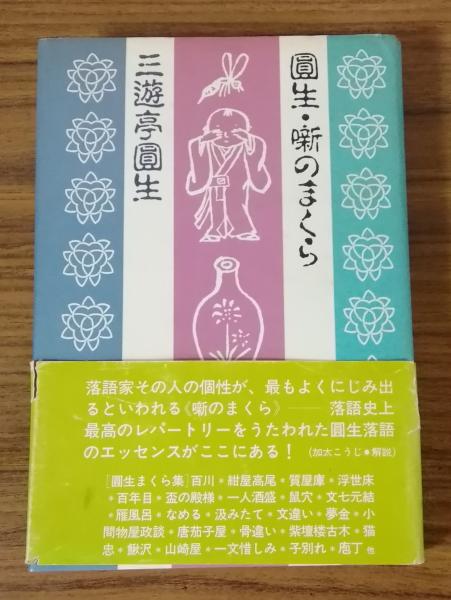 圓生・噺のまくら
三遊亭圓生
落語家その人の個性が、最もよくにじみ出
るといわれる《噺のまくら》――落語史上
最高のレパートリーをうたわれた圓生落語
のエッセンスがここにある！（加太こうじ●解説）
［圓生まくら集］百川＊紺屋高尾＊質屋庫＊浮世床
＊百年目＊盃の殿様＊一人酒盛＊鼠穴＊文七元結
＊雁風呂＊なめる＊汲みたて＊文違い＊夢金＊小
間物屋政談＊唐茄子屋＊骨違い＊紫檀楼古木＊猫
忠＊鰍沢＊山崎屋＊一文惜しみ＊子別れ＊庖丁 他